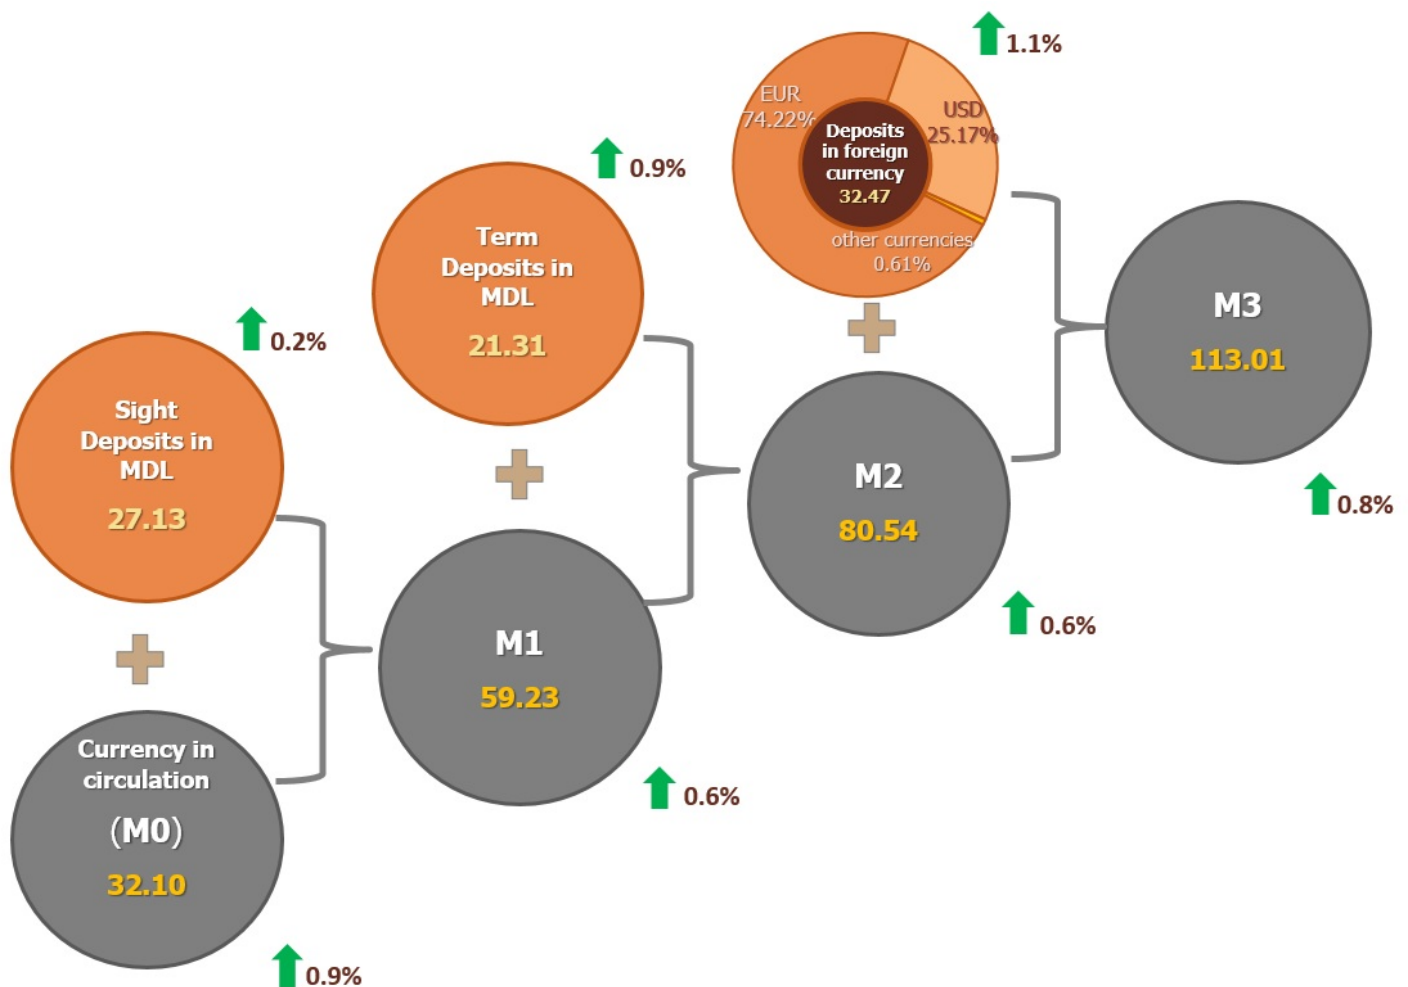 Sight
Deposits in
MDL
27.13
0.2%
Currency in
circulation
(M0)
32.10
0.9%
Term
Deposits in
MDL
21.31
0.9%
M1
59.23
0.6%
EUR
74.22%
USD
25.17%
Deposits
in foreign
currency
32.47
other currencies
0.61%
1.1%
M2
80.54
0.6%
M3
113.01
0.8%